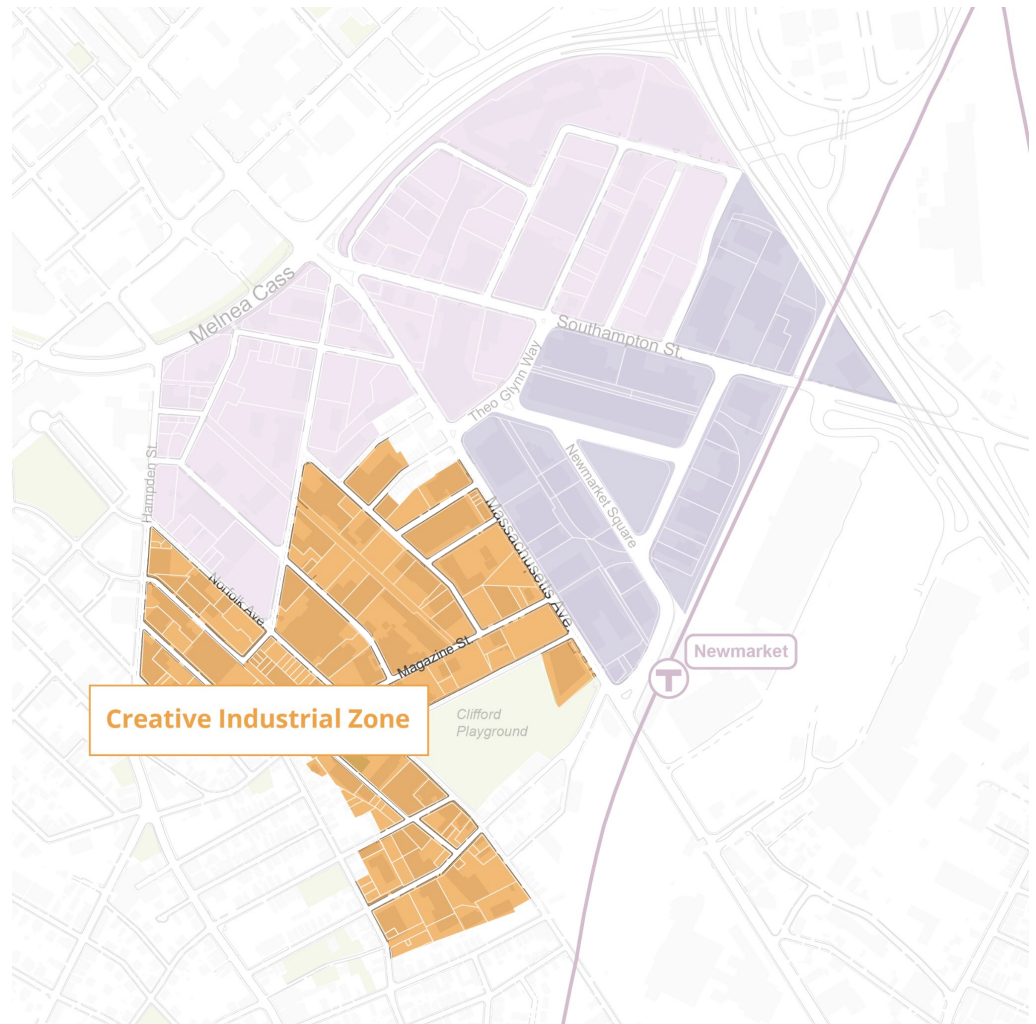 Melnea Cass
Southampton St.
Theo Glynn Way
Hampden St.
Newmarket Square
Massachusetts Ave.
Norfolk Ave.
Magazine St.
Newmarket
T
Creative Industrial Zone
Clifford
Playground